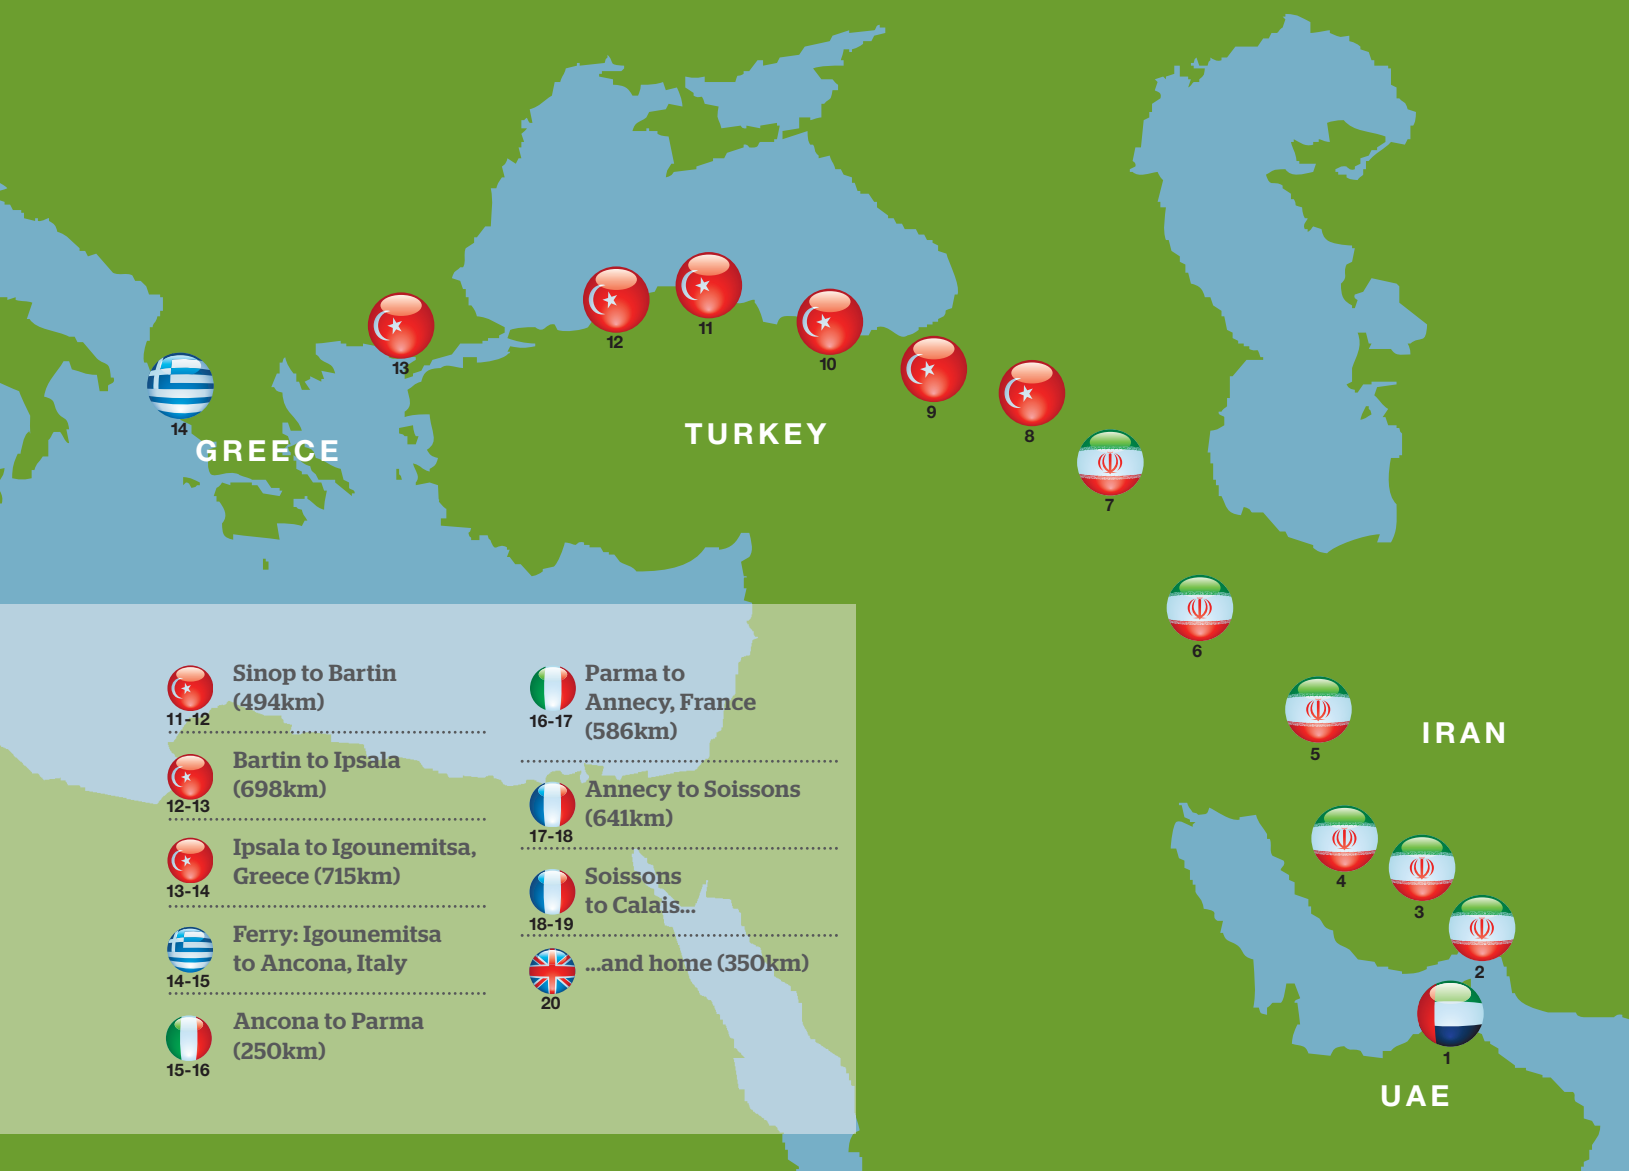 13
12
11
10
9
8
14
GREECE
TURKEY
7
6
5
IRAN
4
3
2
1
UAE
11-12
Sinop to Bartin
(494km)
12-13
Bartin to Ipsala
(698km)
13-14
Ipsala to Igounemitsa,
Greece (715km)
14-15
Ferry: Igounemitsa
to Ancona, Italy
15-16
Ancona to Parma
(250km)
16-17
Parma to
Annecy, France
(586km)
17-18
Annecy to Soissons
(641km)
18-19
Soissons
to Calais...
20
...and home (350km)